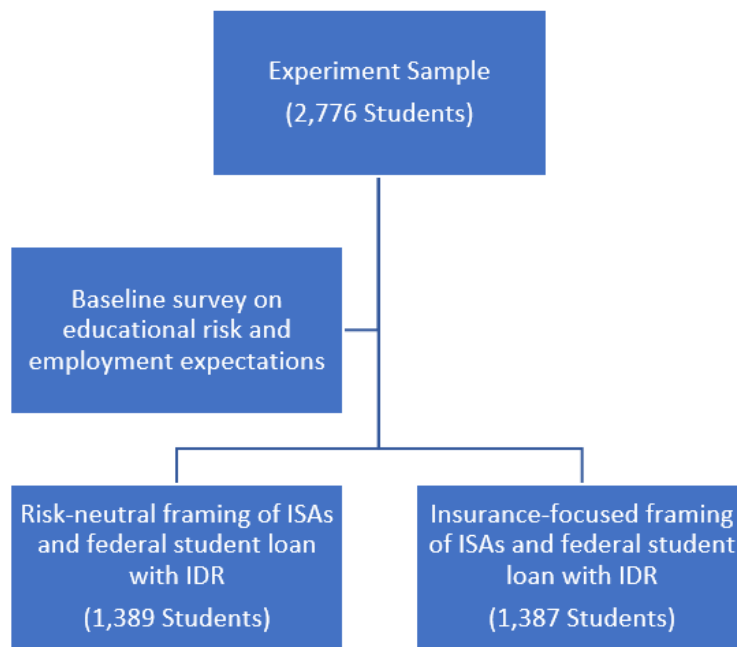 Experiment Sample
(2,776 Students)
Baseline survey on
educational risk and
employment expectations
Risk-neutral framing of ISAs
and federal student loan
with IDR
(1,389 Students)
Insurance-focused framing
of ISAs and federal student
loan with IDR
(1,387 Students)